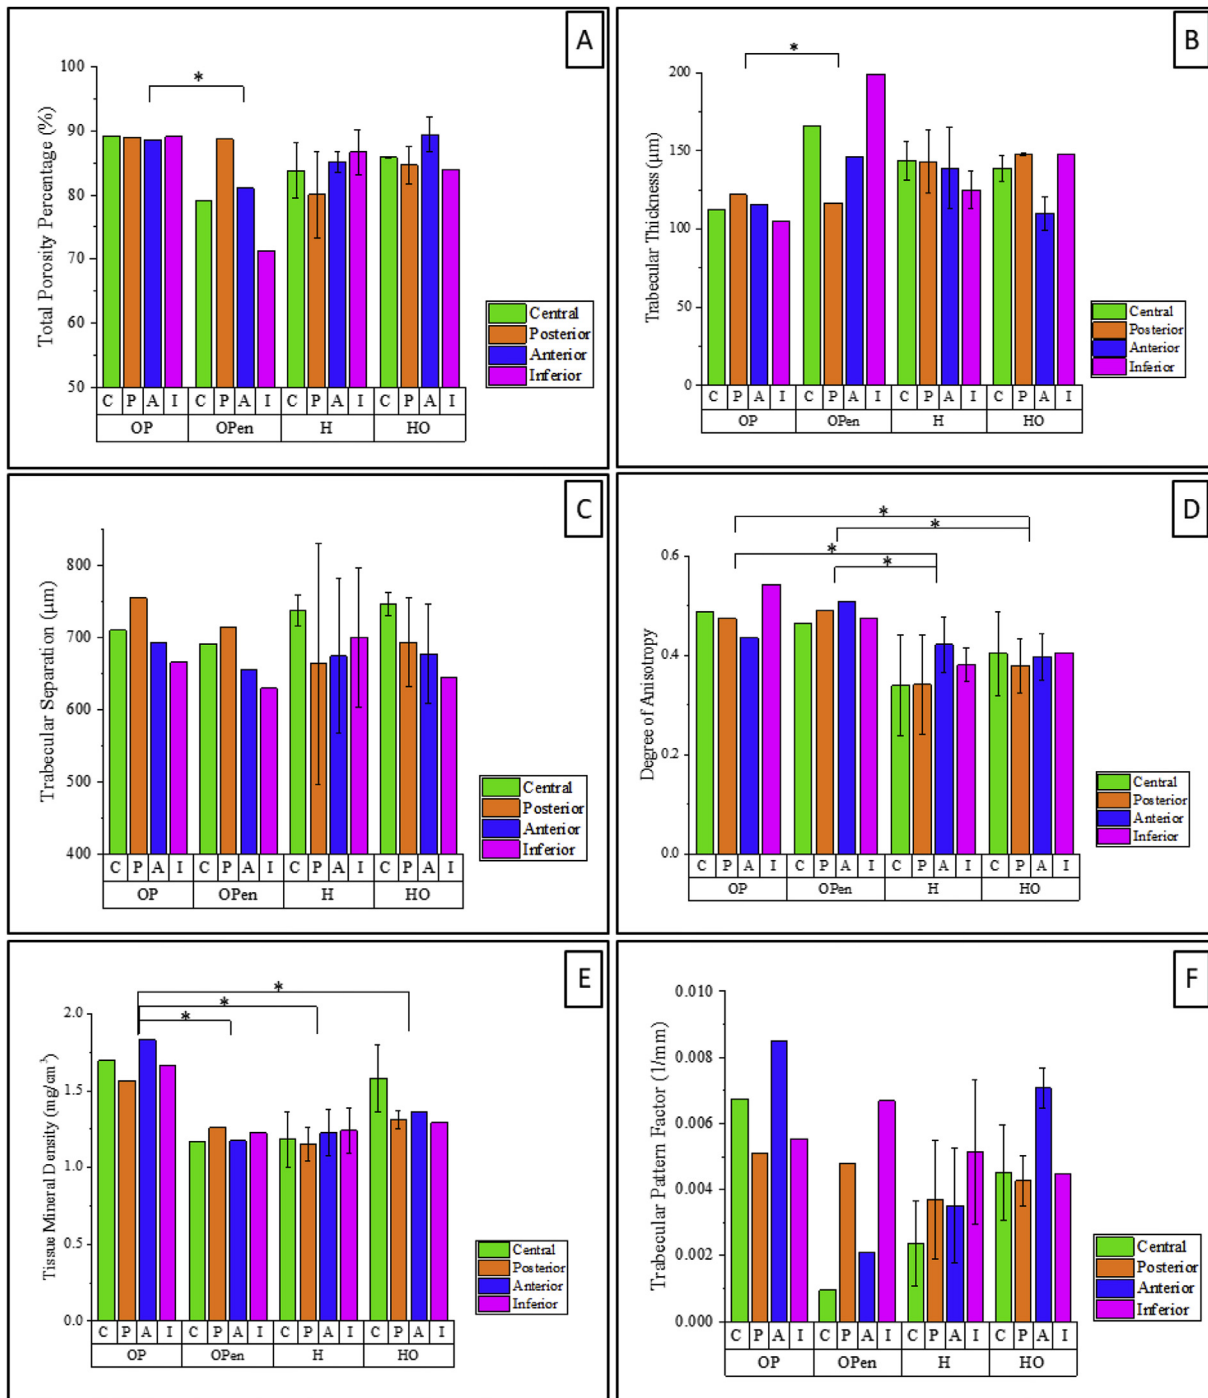 A
*
Total Porosity Percentage (%)
100
90
80
70
60
50
Central
Posterior
Anterior
Inferior
C P A I C P A I C P A I C P A I
OP OPen H HO
B
*
Trabecular Thickness (μm)
200
150
100
50
0
Central
Posterior
Anterior
Inferior
C P A I C P A I C P A I C P A I
OP OPen H HO
C
Trabecular Separation (μm)
800
700
600
500
400
Central
Posterior
Anterior
Inferior
C P A I C P A I C P A I C P A I
OP OPen H HO
D
*
*
*
*
Degree of Anisotropy
0.6
0.4
0.2
0.0
Central
Posterior
Anterior
Inferior
C P A I C P A I C P A I C P A I
OP OPen H HO
E
*
*
*
Tissue Mineral Density (mg/cm³)
2.0
1.5
1.0
0.5
0.0
Central
Posterior
Anterior
Inferior
C P A I C P A I C P A I C P A I
OP OPen H HO
F
Trabecular Pattern Factor (1/mm)
0.010
0.008
0.006
0.004
0.002
0.000
Central
Posterior
Anterior
Inferior
C P A I C P A I C P A I C P A I
OP OPen H HO